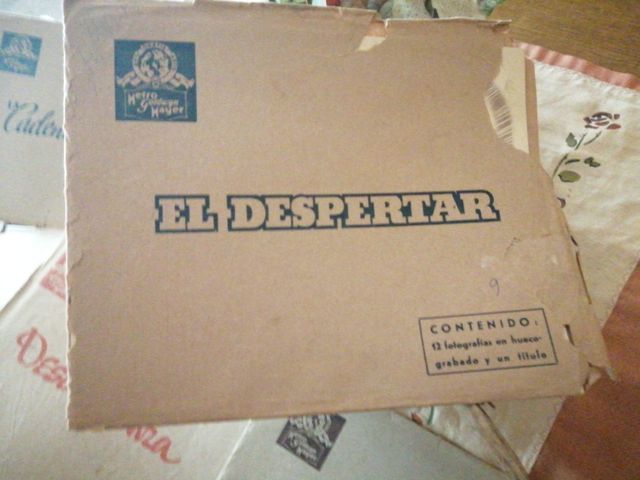 Metro
Goldwyn
Mayer
EL DESPERTAR
9
CONTENIDO:
12 fotografías en hueco-
grabado y un título